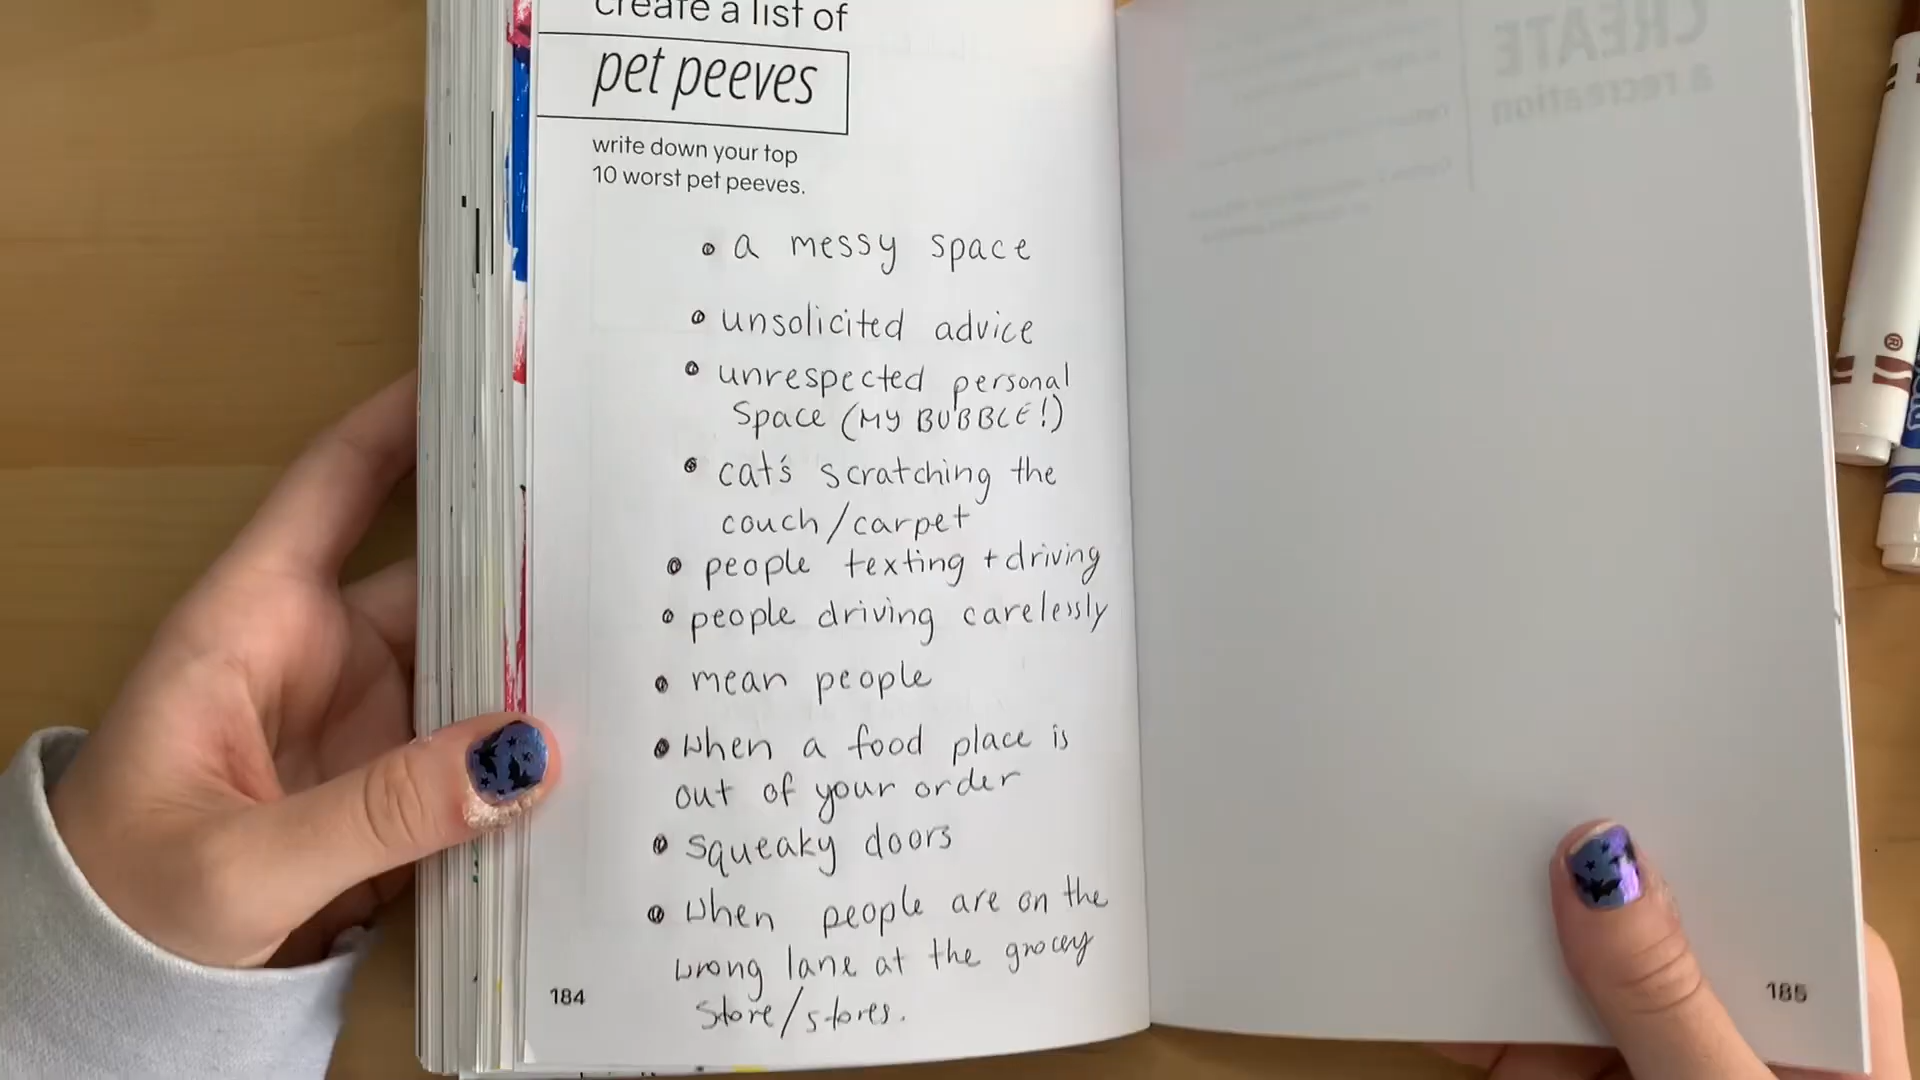 create a list of
pet peeves
write down your top
10 worst pet peeves.
• a messy space
• unsolicited advice
• unrespected personal
space (MY BUBBLE!)
• cat's scratching the
couch/carpet
• people texting + driving
• people driving carelessly
• mean people
• when a food place is
out of your order
• squeaky doors
• when people are on the
wrong lane at the grocey
store/stores.
184
CREATE
a recreation
185
®